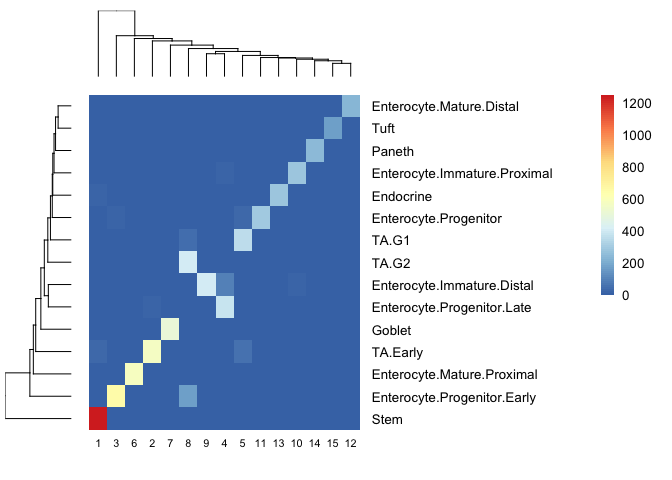 Enterocyte.Mature.Distal
Tuft
Paneth
Enterocyte.Immature.Proximal
Endocrine
Enterocyte.Progenitor
TA.G1
TA.G2
Enterocyte.Immature.Distal
Enterocyte.Progenitor.Late
Goblet
TA.Early
Enterocyte.Mature.Proximal
Enterocyte.Progenitor.Early
Stem
1 3 6 2 7 8 9 4 5 11 13 10 14 15 12
1200
1000
800
600
400
200
0